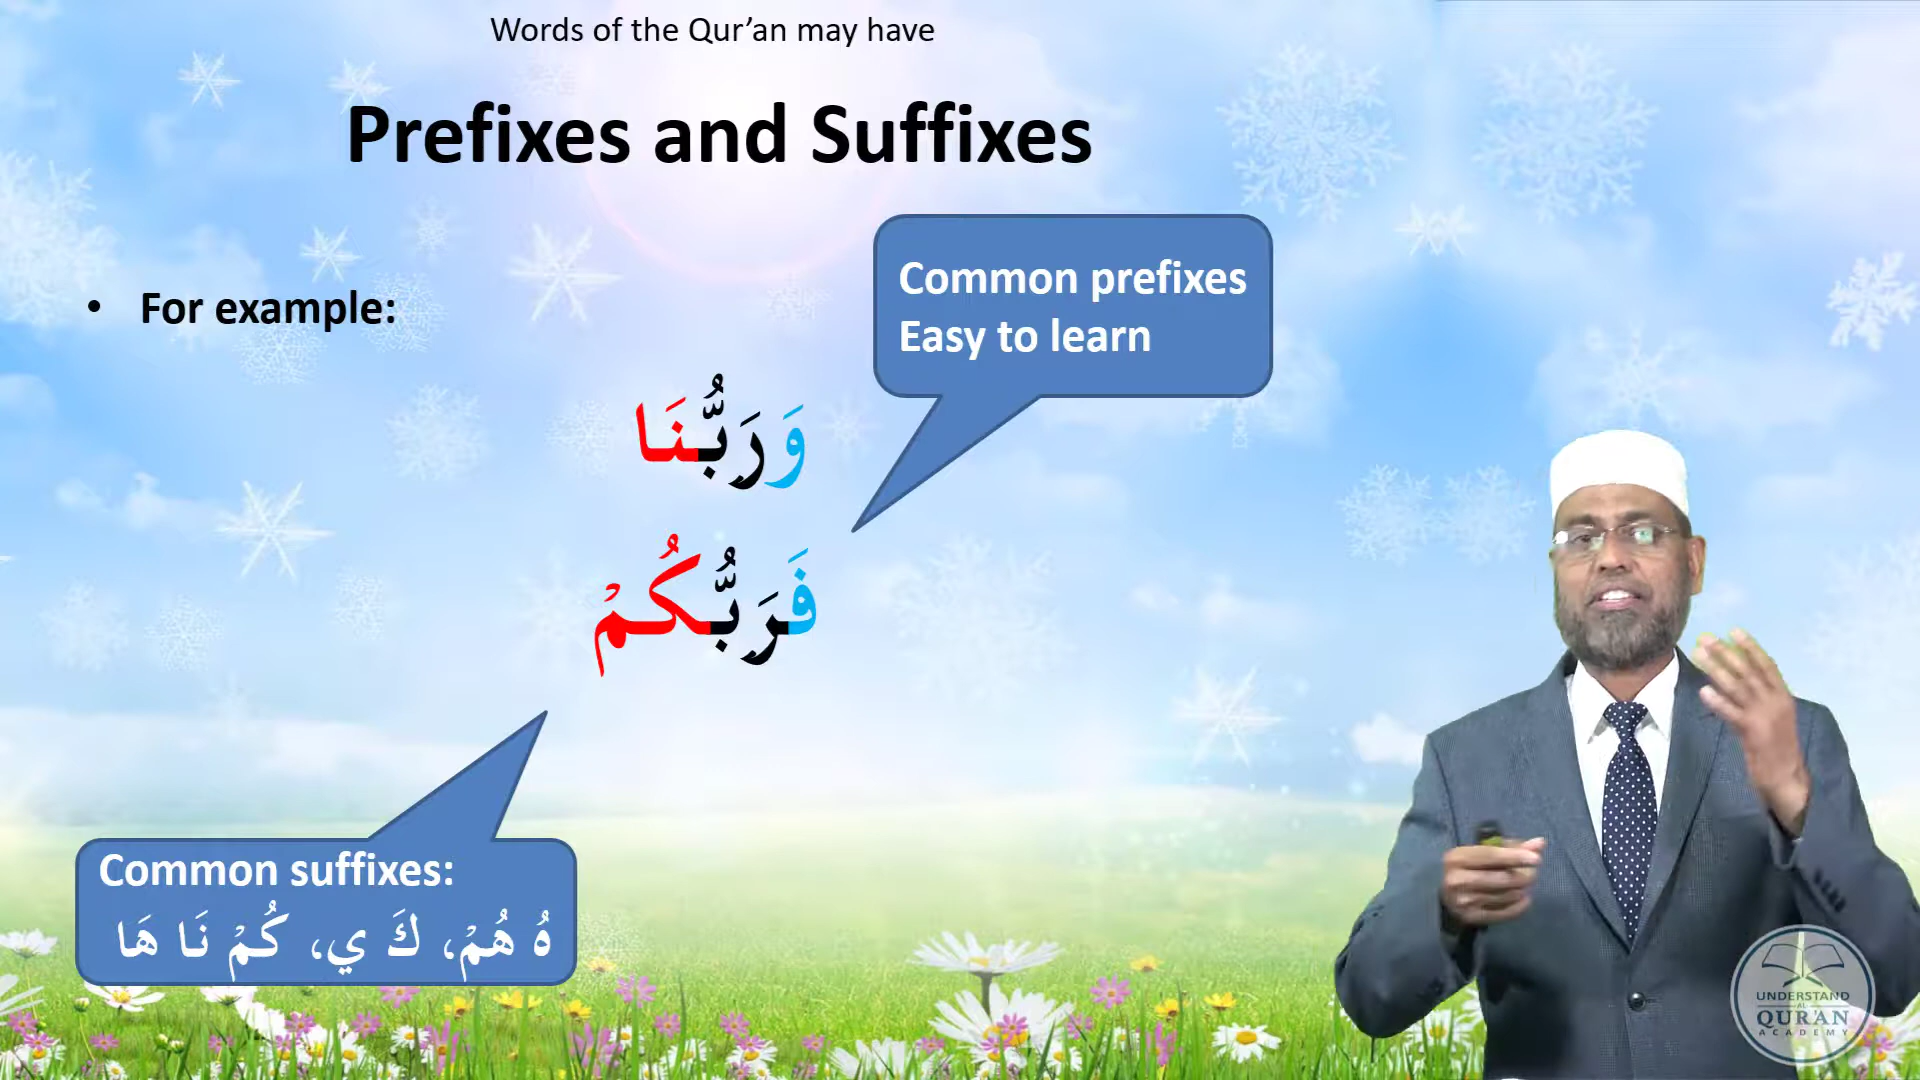 Words of the Qur’an may have
Prefixes and Suffixes
Common prefixes
Easy to learn
• For example:
وَرَبُّنَا
فَرَبُّكُمْ
Common suffixes:
هُ هُمْ، كَ ي، كُمْ نَا هَا
UNDERSTAND
AL
QUR'AN
ACADEMY